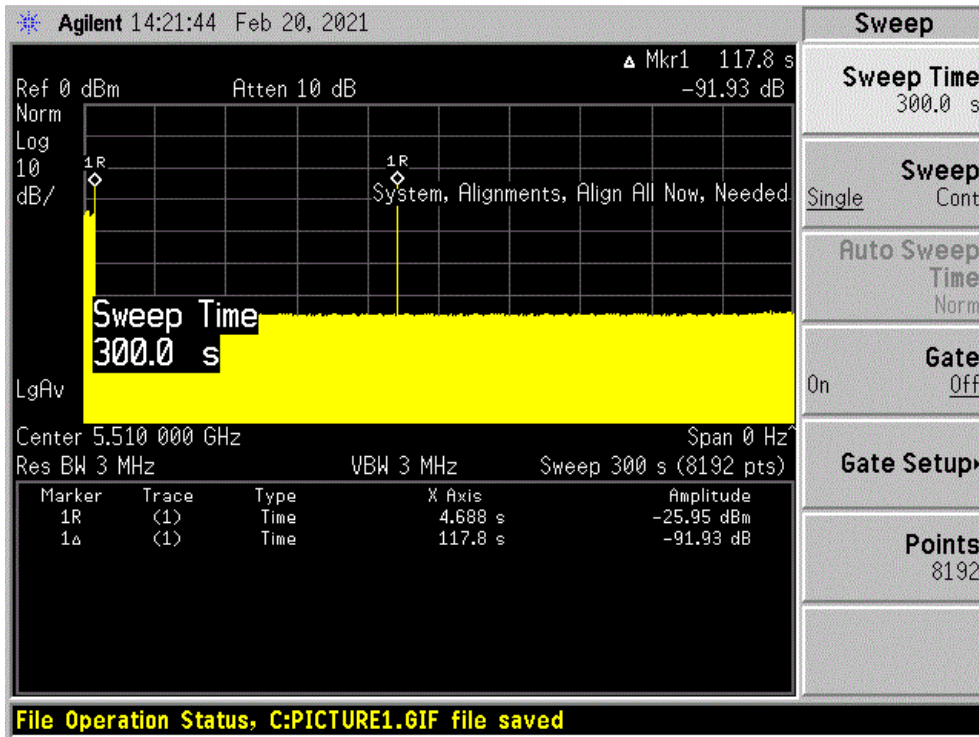 Agilent 14:21:44 Feb 20, 2021
Sweep
Δ Mkr1 117.8 s
Ref 0 dBm Atten 10 dB -91.93 dB
Norm
Log
10
dB/
1R
1R
System, Alignments, Align All Now, Needed
Sweep Time
300.0 s
LgAv
Center 5.510 000 GHz Span 0 Hz^
Res BW 3 MHz VBW 3 MHz Sweep 300 s (8192 pts)
Marker Trace Type X Axis Amplitude
1R (1) Time 4.688 s -25.95 dBm
1Δ (1) Time 117.8 s -91.93 dB
Sweep Time
300.0 s
Sweep
Single Cont
Auto Sweep
Time
Norm
Gate
On Off
Gate Setup
Points
8192
File Operation Status, C:PICTURE1.GIF file saved